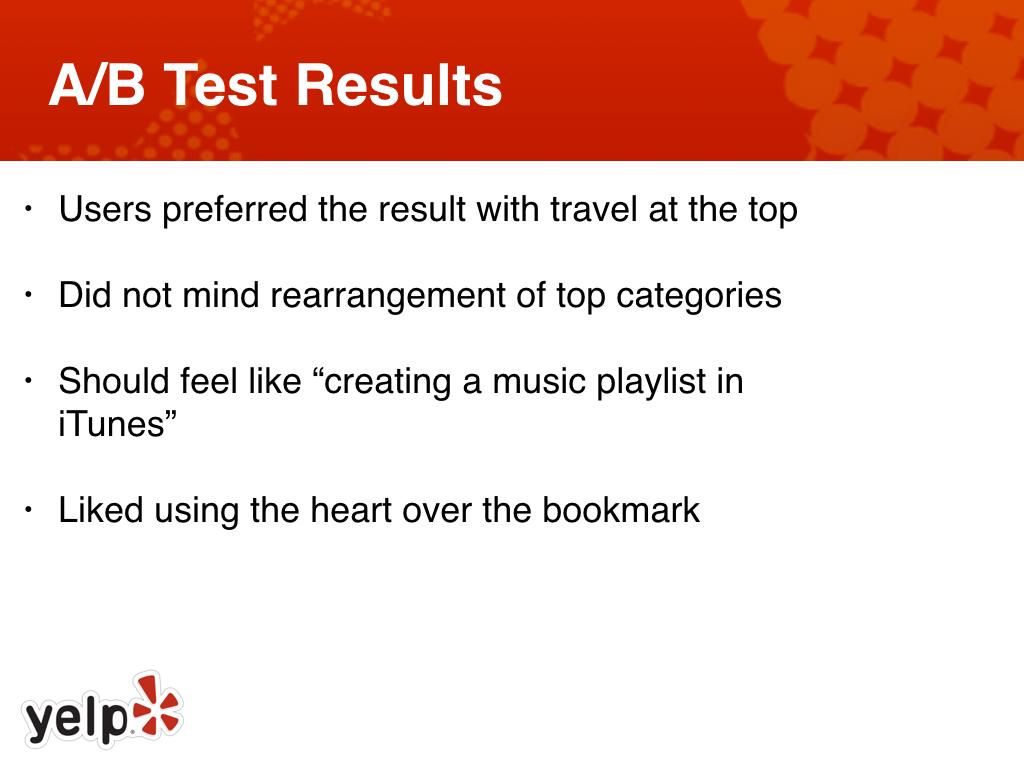 A/B Test Results
• Users preferred the result with travel at the top
• Did not mind rearrangement of top categories
• Should feel like “creating a music playlist in
iTunes”
• Liked using the heart over the bookmark
yelp